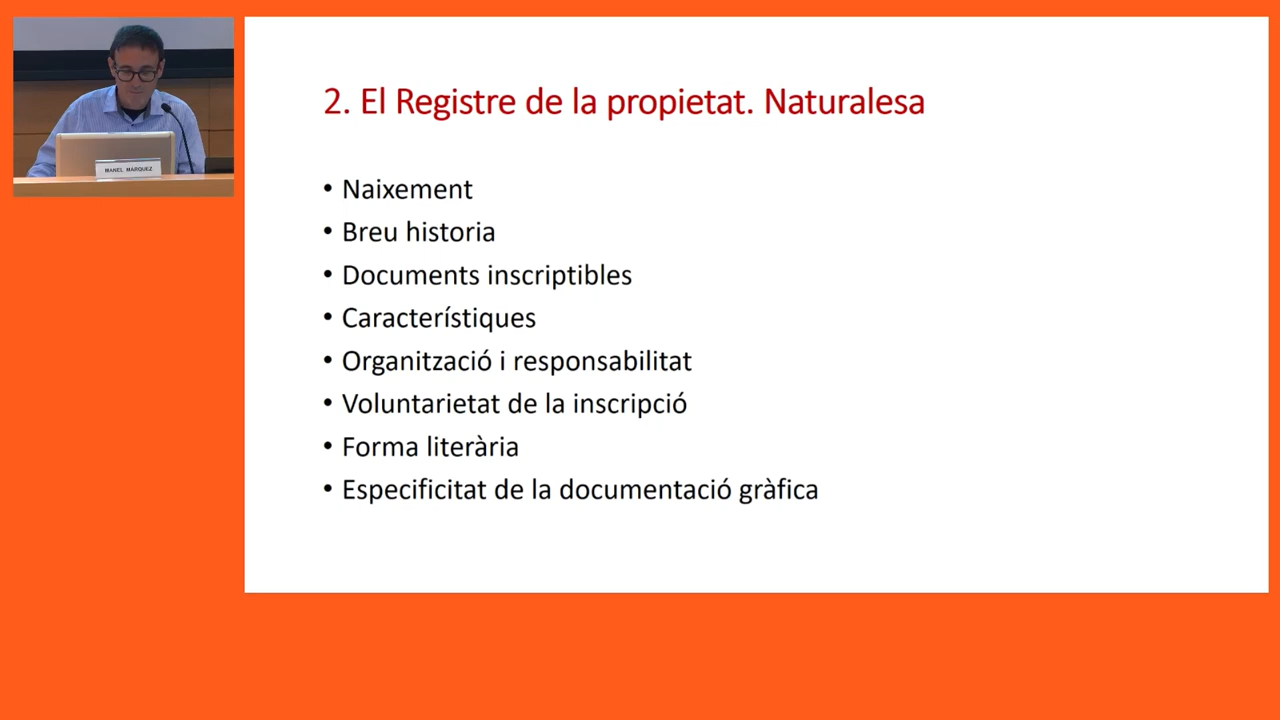 MANEL MARQUEZ
2. El Registre de la propietat. Naturalesa
• Naixement
• Breu historia
• Documents inscriptibles
• Característiques
• Organització i responsabilitat
• Voluntarietat de la inscripció
• Forma literària
• Especificitat de la documentació gràfica